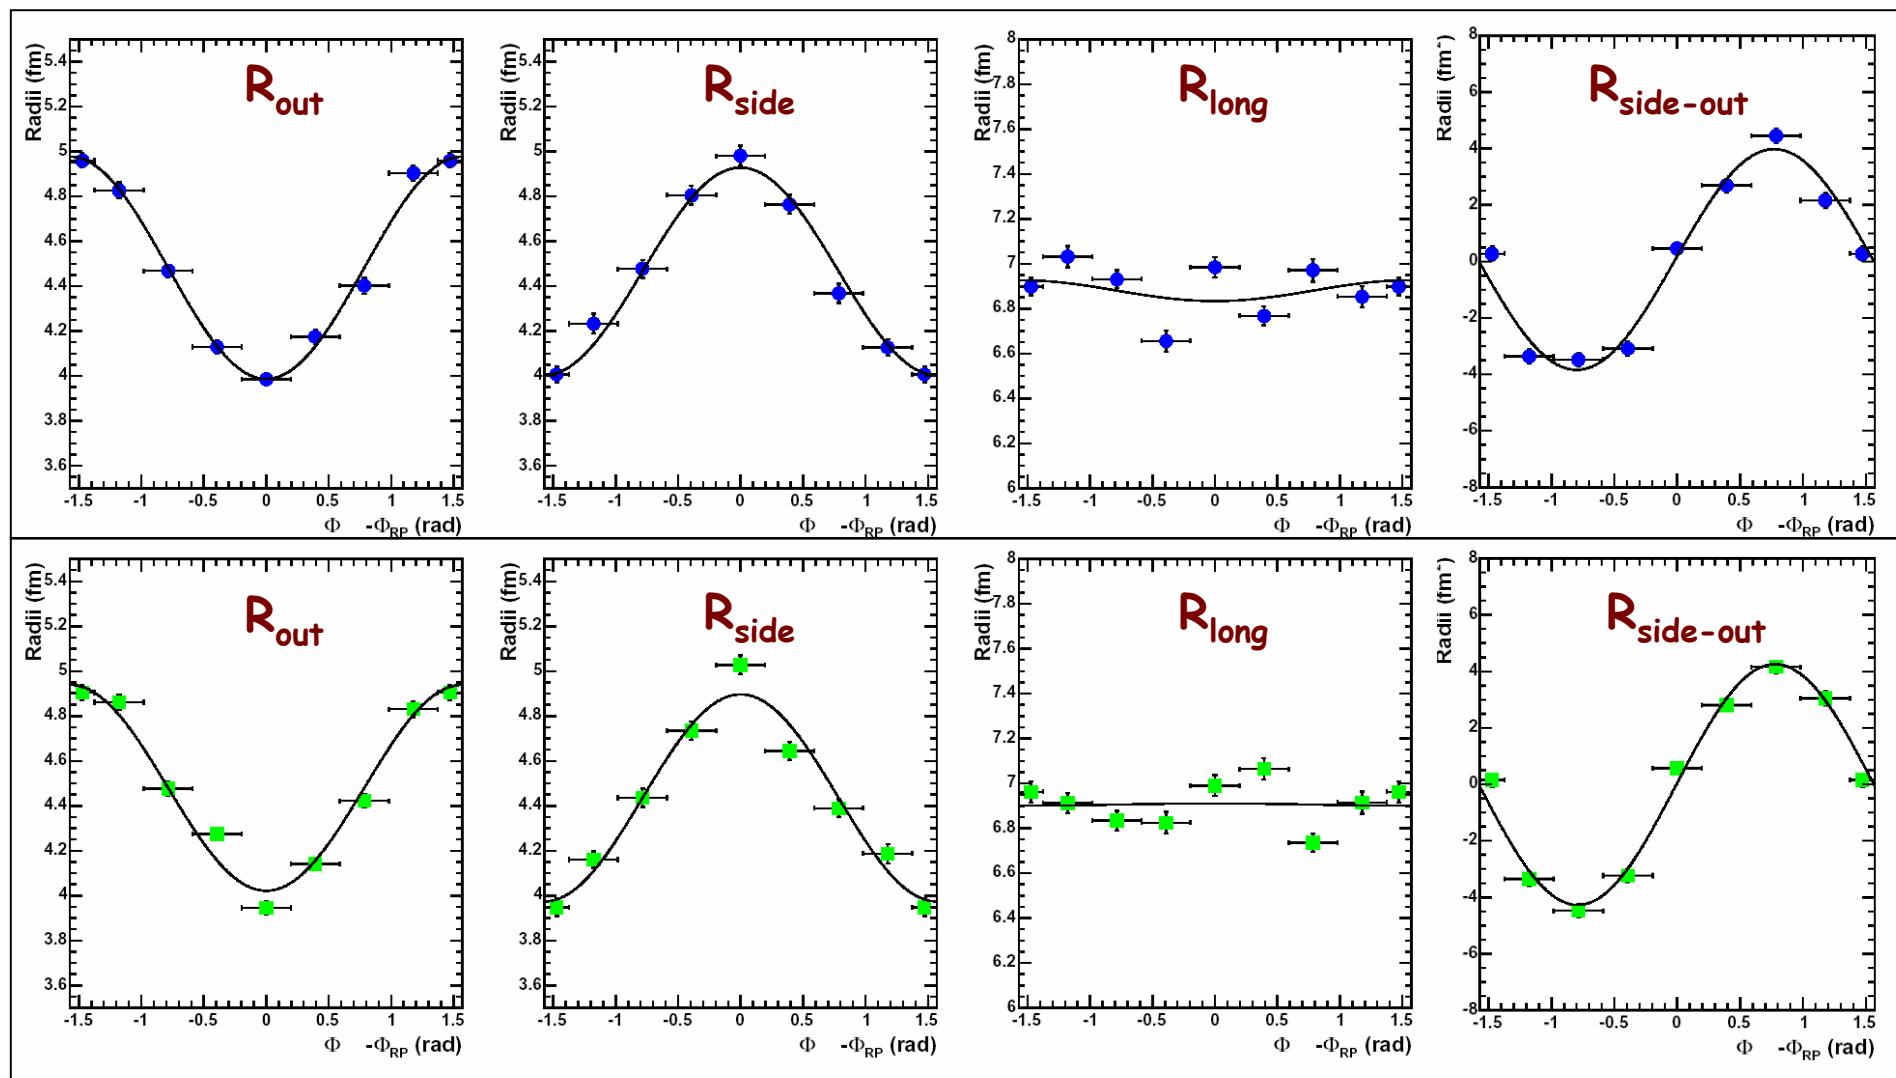 Radii (fm)
R_out
5.4
5.2
5
4.8
4.6
4.4
4.2
4
3.8
3.6
-1.5 -1 -0.5 0 0.5 1 1.5
Φ -Φ_RP (rad)
Radii (fm)
R_side
5.4
5.2
5
4.8
4.6
4.4
4.2
4
3.8
3.6
-1.5 -1 -0.5 0 0.5 1 1.5
Φ -Φ_RP (rad)
Radii (fm)
R_long
8
7.8
7.6
7.4
7.2
7
6.8
6.6
6.4
6.2
6
-1.5 -1 -0.5 0 0.5 1 1.5
Φ -Φ_RP (rad)
Radii (fm²)
R_side-out
8
6
4
2
0
-2
-4
-6
-8
-1.5 -1 -0.5 0 0.5 1 1.5
Φ -Φ_RP (rad)
Radii (fm)
R_out
5.4
5.2
5
4.8
4.6
4.4
4.2
4
3.8
3.6
-1.5 -1 -0.5 0 0.5 1 1.5
Φ -Φ_RP (rad)
Radii (fm)
R_side
5.4
5.2
5
4.8
4.6
4.4
4.2
4
3.8
3.6
-1.5 -1 -0.5 0 0.5 1 1.5
Φ -Φ_RP (rad)
Radii (fm)
R_long
8
7.8
7.6
7.4
7.2
7
6.8
6.6
6.4
6.2
6
-1.5 -1 -0.5 0 0.5 1 1.5
Φ -Φ_RP (rad)
Radii (fm²)
R_side-out
8
6
4
2
0
-2
-4
-6
-8
-1.5 -1 -0.5 0 0.5 1 1.5
Φ -Φ_RP (rad)